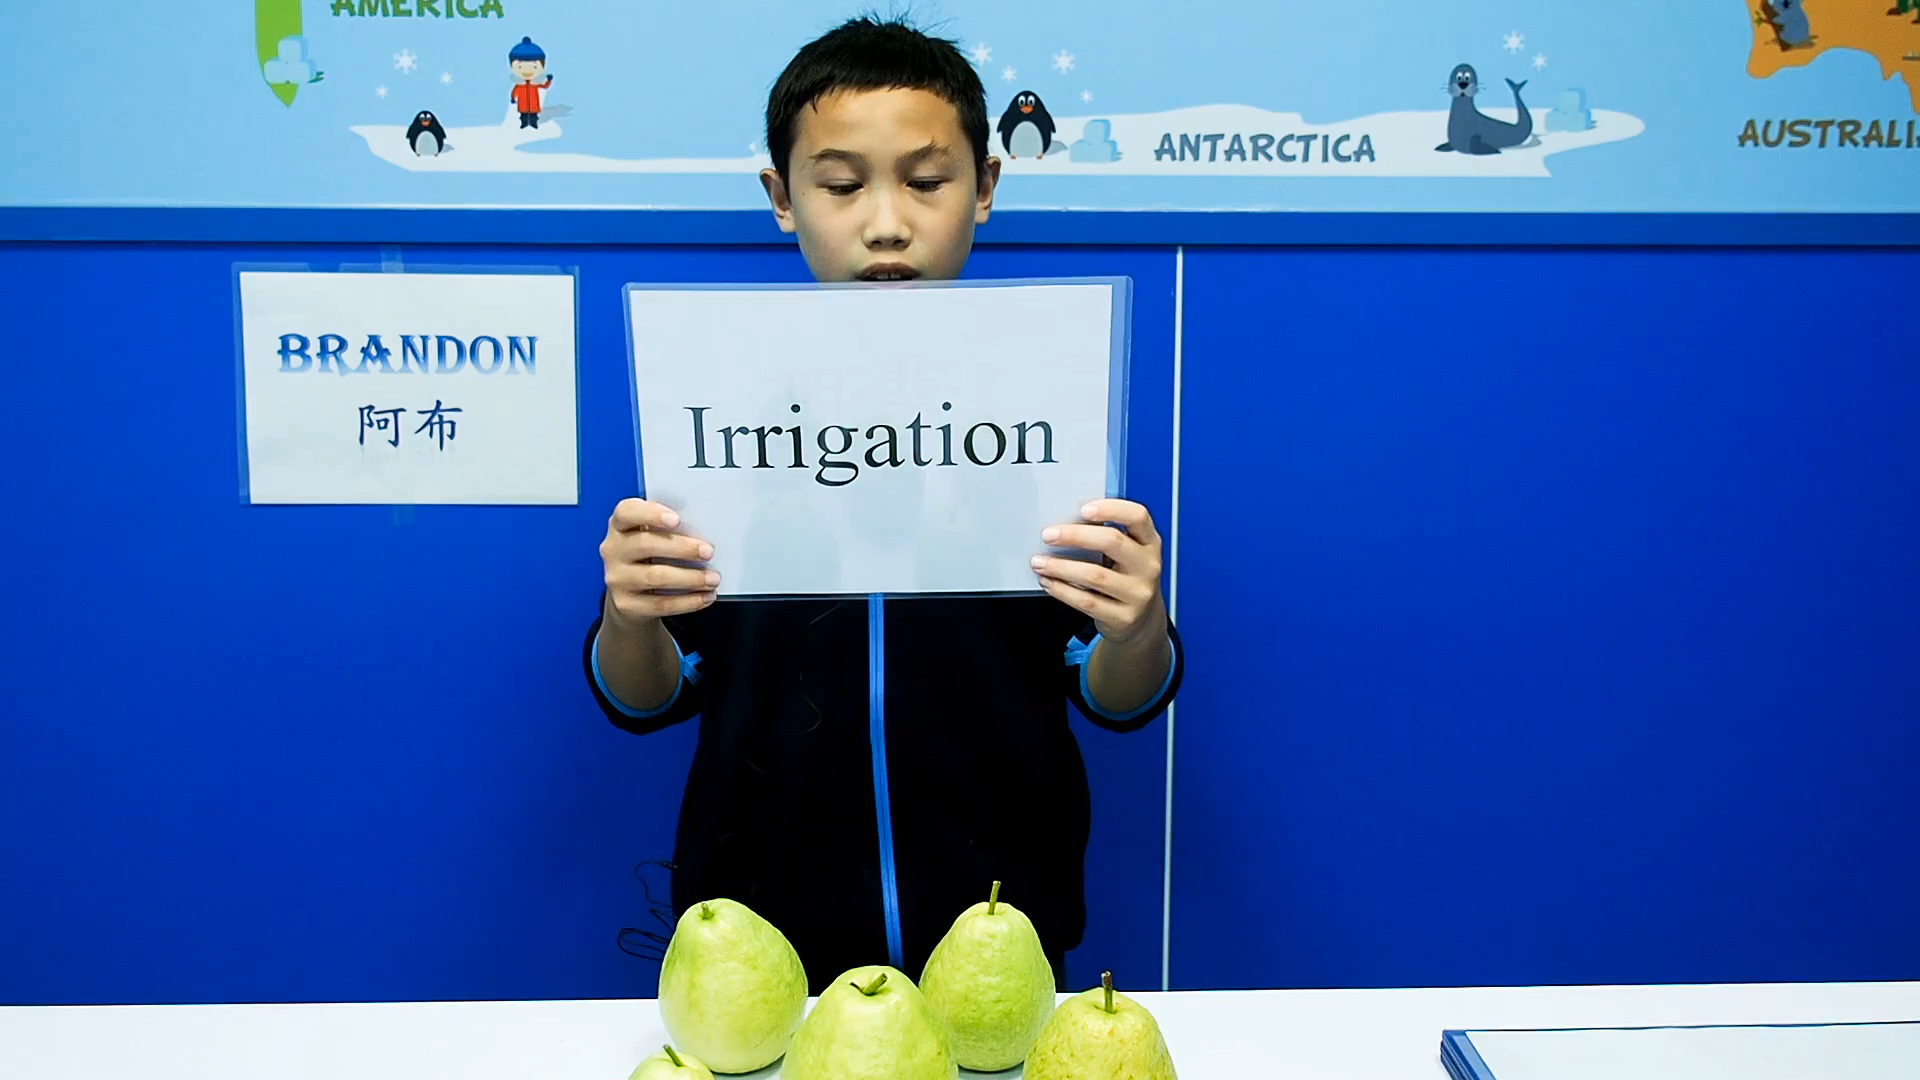 AMERICA
ANTARCTICA
AUSTRALI
BRANDON
阿布
Irrigation